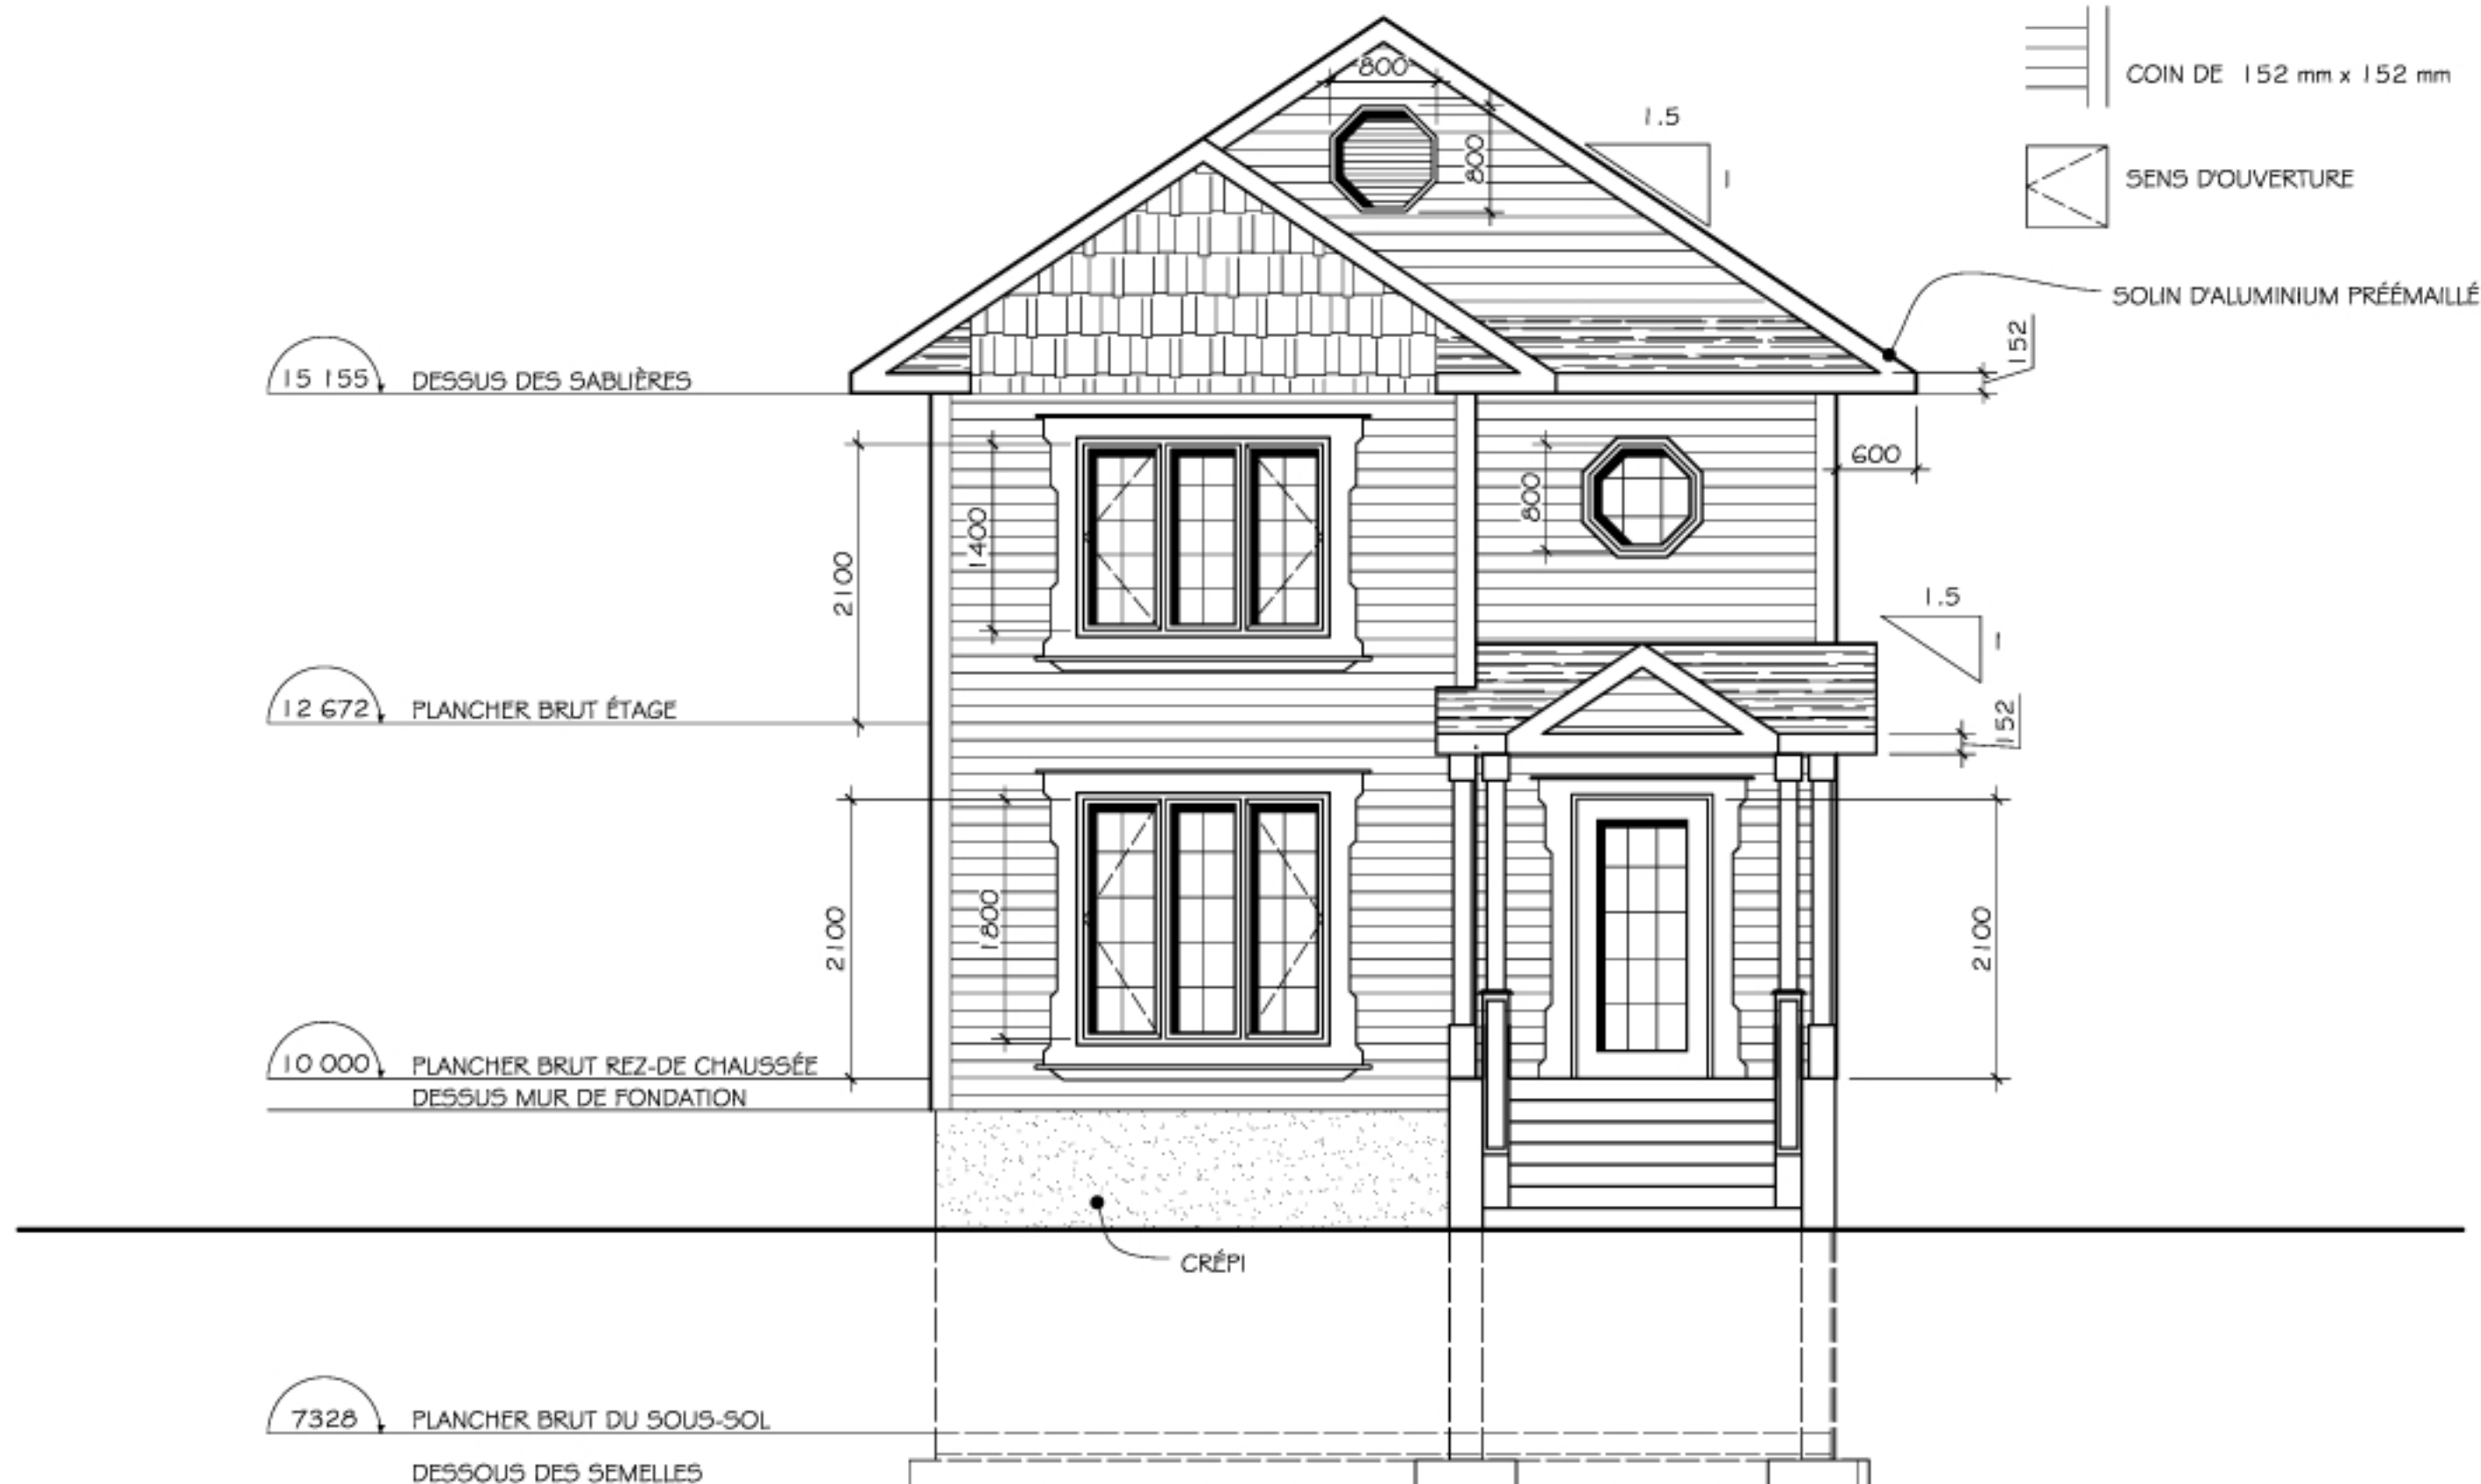 800
800
1.5
1
COIN DE 152 mm x 152 mm
SENS D'OUVERTURE
SOLIN D'ALUMINIUM PRÉÉMAILLÉ
152
15 155 DESSUS DES SABLIÈRES
600
2100
1400
800
1.5
1
12 672 PLANCHER BRUT ÉTAGE
152
2100
1800
2100
10 000 PLANCHER BRUT REZ-DE CHAUSSÉE
DESSUS MUR DE FONDATION
CRÉPI
7328 PLANCHER BRUT DU SOUS-SOL
DESSOUS DES SEMELLES